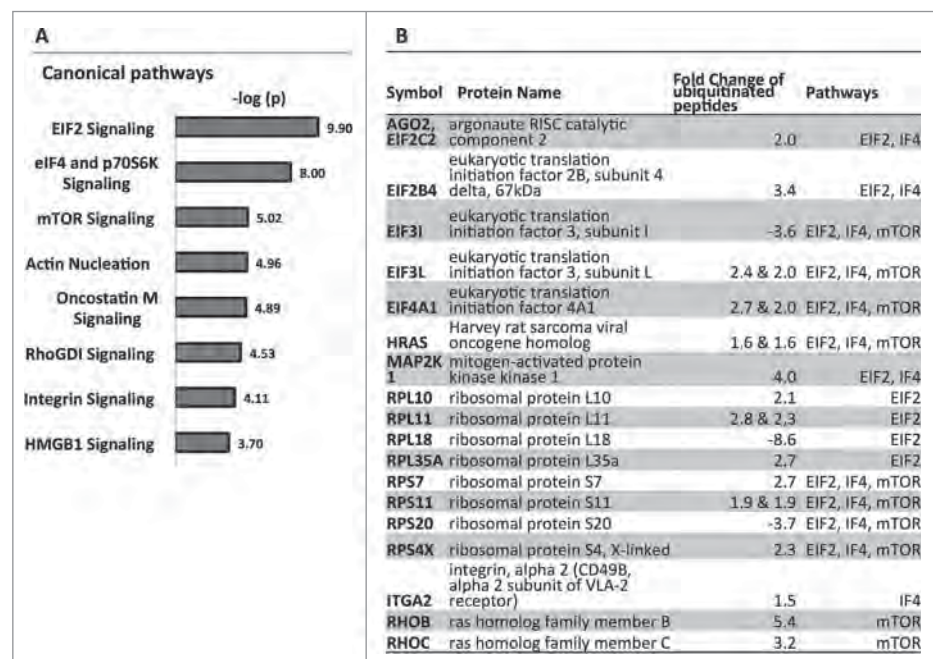 A
Canonical pathways
-log (p)
EIF2 Signaling 9.90
eIF4 and p70S6K
Signaling 8.00
mTOR Signaling 5.02
Actin Nucleation 4.96
Oncostatin M
Signaling 4.89
RhoGDI Signaling 4.53
Integrin Signaling 4.11
HMGB1 Signaling 3.70
B
Symbol Protein Name Fold Change of ubiquitinated peptides Pathways
AGO2, argonaute RISC catalytic
EIF2C2 component 2 2.0 EIF2, IF4
eukaryotic translation
initiation factor 2B, subunit 4
EIF2B4 delta, 67kDa 3.4 EIF2, IF4
eukaryotic translation
EIF3I initiation factor 3, subunit I -3.6 EIF2, IF4, mTOR
eukaryotic translation
EIF3L initiation factor 3, subunit L 2.4 & 2.0 EIF2, IF4, mTOR
eukaryotic translation
EIF4A1 initiation factor 4A1 2.7 & 2.0 EIF2, IF4, mTOR
Harvey rat sarcoma viral
HRAS oncogene homolog 1.6 & 1.6 EIF2, IF4, mTOR
MAP2K mitogen-activated protein
1 kinase kinase 1 4.0 EIF2, IF4
RPL10 ribosomal protein L10 2.1 EIF2
RPL11 ribosomal protein L11 2.8 & 2,3 EIF2
RPL18 ribosomal protein L18 -8.6 EIF2
RPL35A ribosomal protein L35a 2.7 EIF2
RPS7 ribosomal protein S7 2.7 EIF2, IF4, mTOR
RPS11 ribosomal protein S11 1.9 & 1.9 EIF2, IF4, mTOR
RPS20 ribosomal protein S20 -3.7 EIF2, IF4, mTOR
RPS4X ribosomal protein S4, X-linked 2.3 EIF2, IF4, mTOR
integrin, alpha 2 (CD49B,
alpha 2 subunit of VLA-2
ITGA2 receptor) 1.5 IF4
RHOB ras homolog family member B 5.4 mTOR
RHOC ras homolog family member C 3.2 mTOR